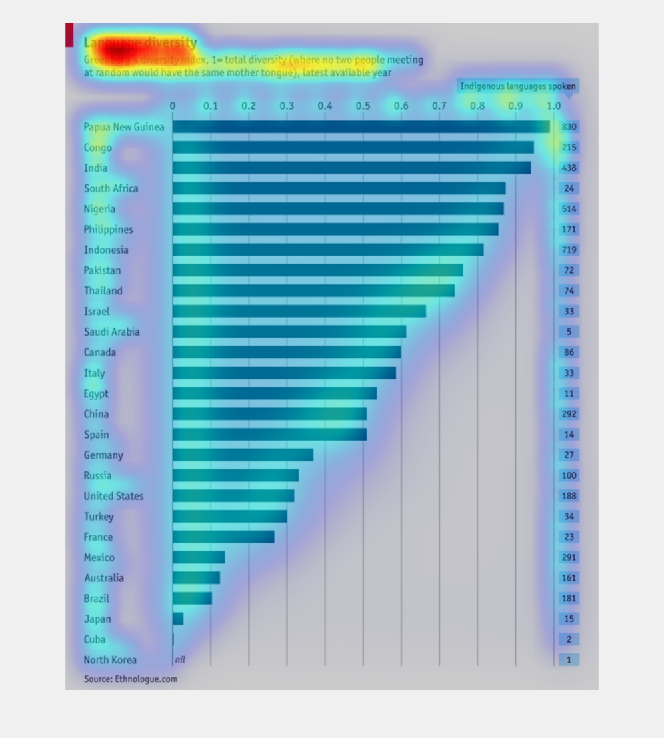 Language diversity
Greenberg's diversity index, 1= total diversity (where no two people meeting
at random would have the same mother tongue), latest available year
Indigenous languages spoken
0 0.1 0.2 0.3 0.4 0.5 0.6 0.7 0.8 0.9 1.0
Papua New Guinea 830
Congo 215
India 438
South Africa 24
Nigeria 514
Philippines 171
Indonesia 719
Pakistan 72
Thailand 74
Israel 33
Saudi Arabia 5
Canada 86
Italy 33
Egypt 11
China 292
Spain 14
Germany 27
Russia 100
United States 188
Turkey 34
France 23
Mexico 291
Australia 161
Brazil 181
Japan 15
Cuba 2
North Korea nil 1
Source: Ethnologue.com